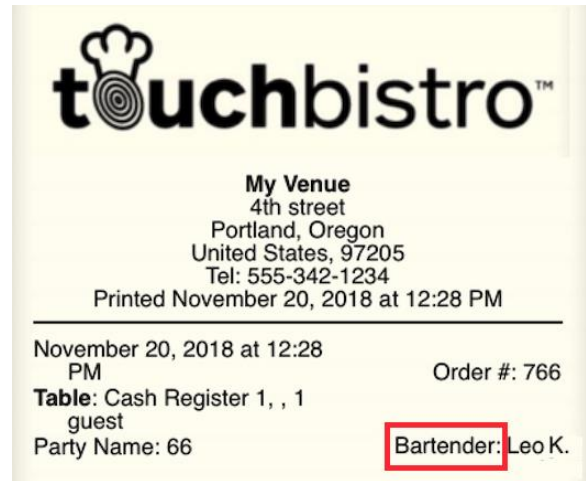 touchbistro™
My Venue
4th street
Portland, Oregon
United States, 97205
Tel: 555-342-1234
Printed November 20, 2018 at 12:28 PM
November 20, 2018 at 12:28
PM
Order #: 766
Table: Cash Register 1, , 1
guest
Party Name: 66
Bartender: Leo K.